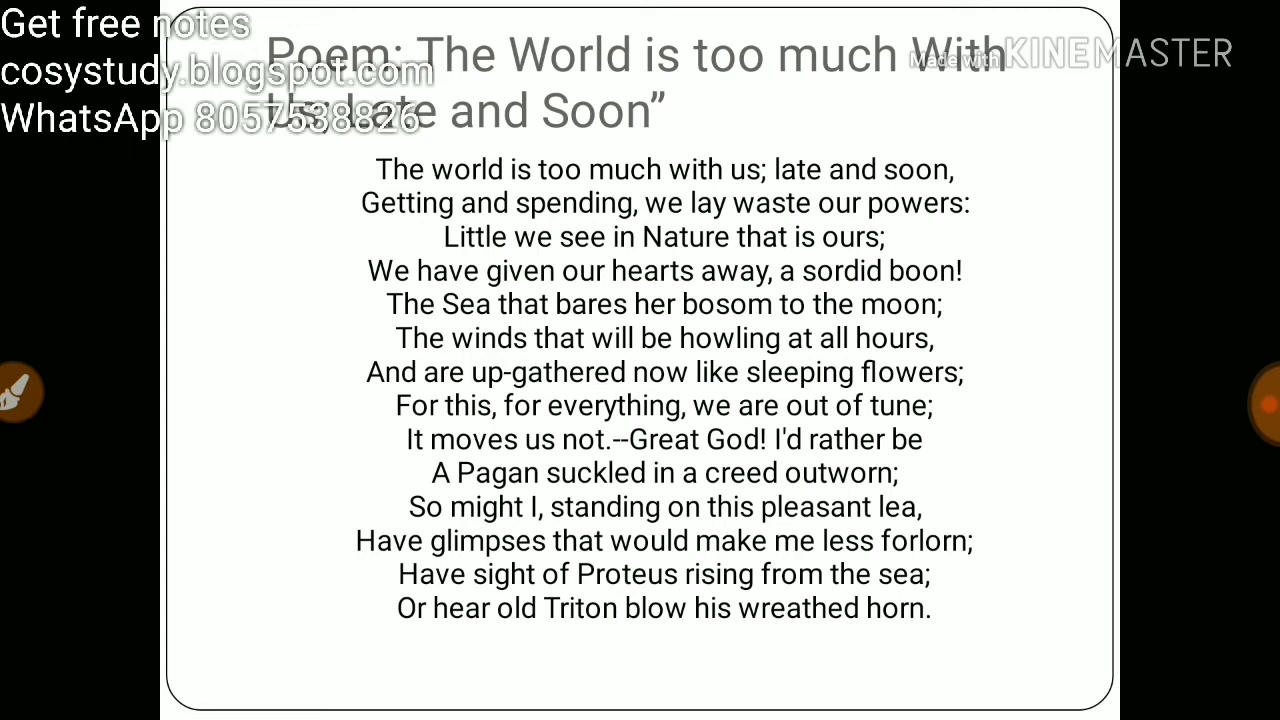 Get free notes
cosystudy.blogspot.com
WhatsApp 8057538826
Poem: The World is too much With
Us; Late and Soon”
Made with KINEMASTER
The world is too much with us; late and soon,
Getting and spending, we lay waste our powers:
Little we see in Nature that is ours;
We have given our hearts away, a sordid boon!
The Sea that bares her bosom to the moon;
The winds that will be howling at all hours,
And are up-gathered now like sleeping flowers;
For this, for everything, we are out of tune;
It moves us not.--Great God! I'd rather be
A Pagan suckled in a creed outworn;
So might I, standing on this pleasant lea,
Have glimpses that would make me less forlorn;
Have sight of Proteus rising from the sea;
Or hear old Triton blow his wreathed horn.